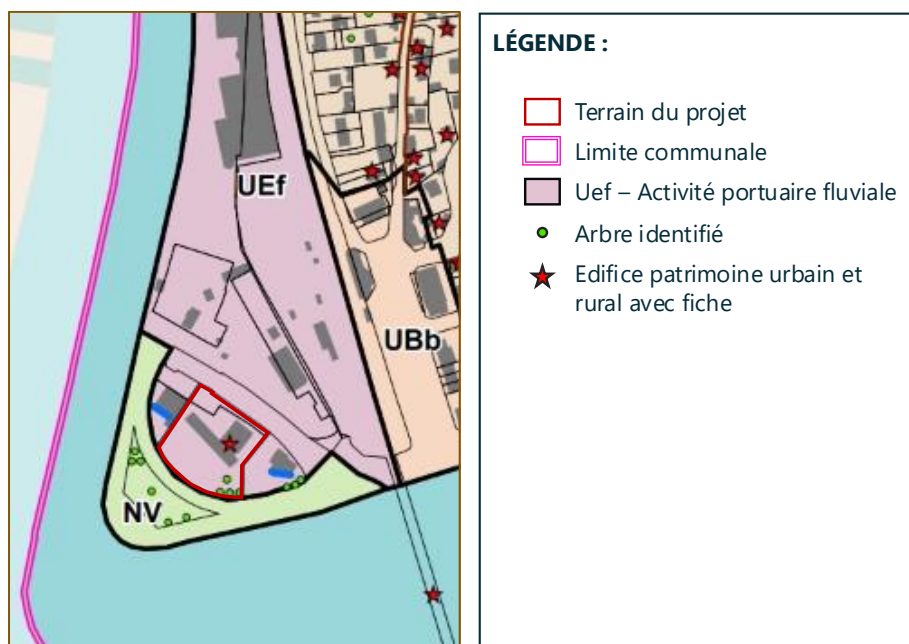 UEf
UBb
NV
LÉGENDE :
Terrain du projet
Limite communale
Uef – Activité portuaire fluviale
Arbre identifié
Edifice patrimoine urbain et
rural avec fiche